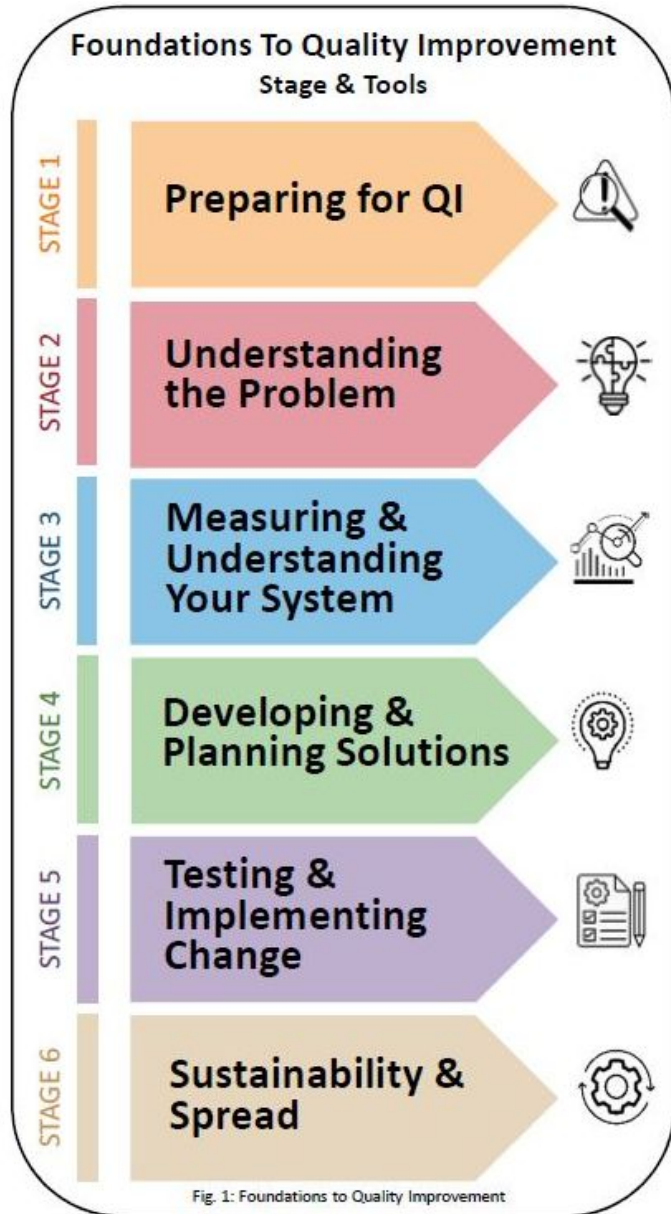 Foundations To Quality Improvement
Stage & Tools
STAGE 1
Preparing for QI
STAGE 2
Understanding
the Problem
STAGE 3
Measuring &
Understanding
Your System
STAGE 4
Developing &
Planning Solutions
STAGE 5
Testing &
Implementing
Change
STAGE 6
Sustainability &
Spread
Fig. 1: Foundations to Quality Improvement